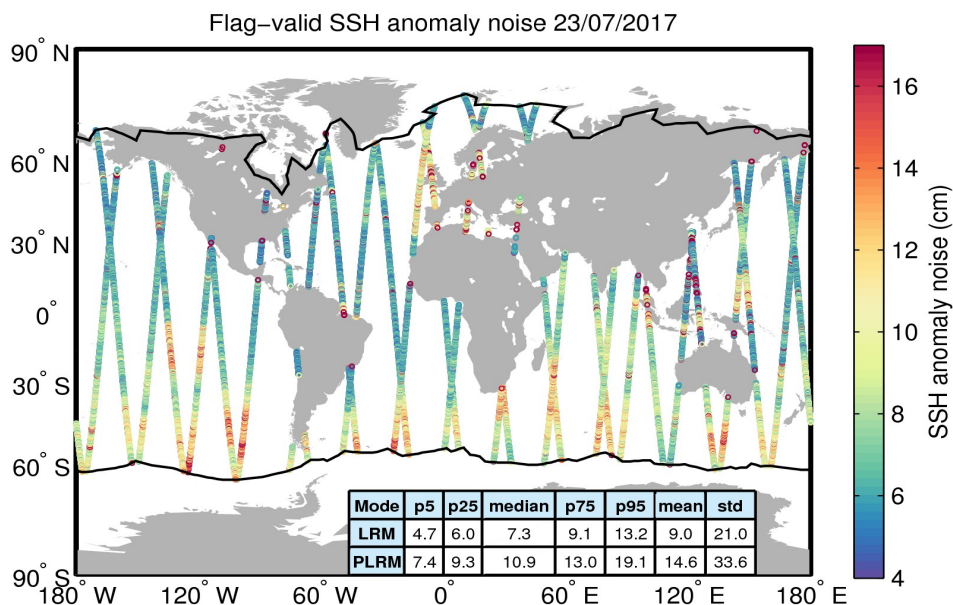 Flag−valid SSH anomaly noise 23/07/2017
90° N
60° N
30° N
0°
30° S
60° S
90° S
180° W 120° W 60° W 0° 60° E 120° E 180° E
Mode p5 p25 median p75 p95 mean std
LRM 4.7 6.0 7.3 9.1 13.2 9.0 21.0
PLRM 7.4 9.3 10.9 13.0 19.1 14.6 33.6
16
14
12
10
8
6
4
SSH anomaly noise (cm)